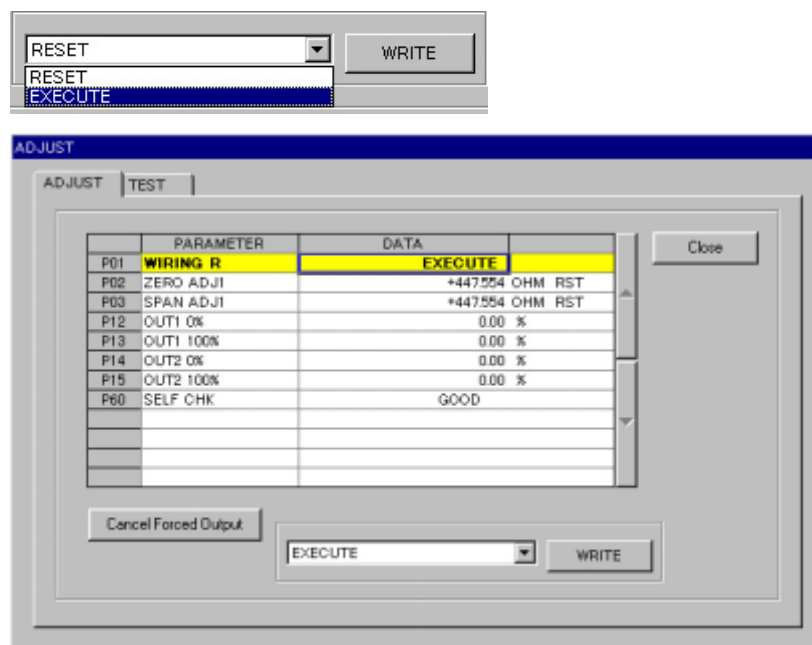 RESET
WRITE
RESET
EXECUTE
ADJUST
ADJUST TEST
PARAMETER DATA
Close
P01 WIRING R EXECUTE
P02 ZERO ADJ1 +447.554 OHM RST
P03 SPAN ADJ1 +447.554 OHM RST
P12 OUT1 0% 0.00 %
P13 OUT1 100% 0.00 %
P14 OUT2 0% 0.00 %
P15 OUT2 100% 0.00 %
P60 SELF CHK GOOD
Cancel Forced Output
EXECUTE
WRITE